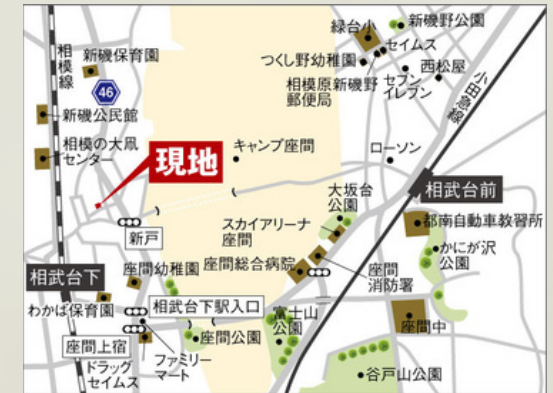 相模線
新磯保育園
46
新磯公民館
相模の大凧
センター
現地
新戸
キャンプ座間
緑台小
新磯野公園
つくし野幼稚園
セイムス
相模原新磯野
郵便局
セブン
イレブン
西松屋
小田急線
ローソン
相武台前
大坂台
公園
スカイアリーナ
座間
都南自動車教習所
かにが沢
公園
座間総合病院
座間
消防署
相武台下
座間幼稚園
わかば保育園
相武台下駅入口
座間上宿
ドラッグ
セイムス
ファミリー
マート
座間公園
富士山
公園
座間中
谷戸山公園